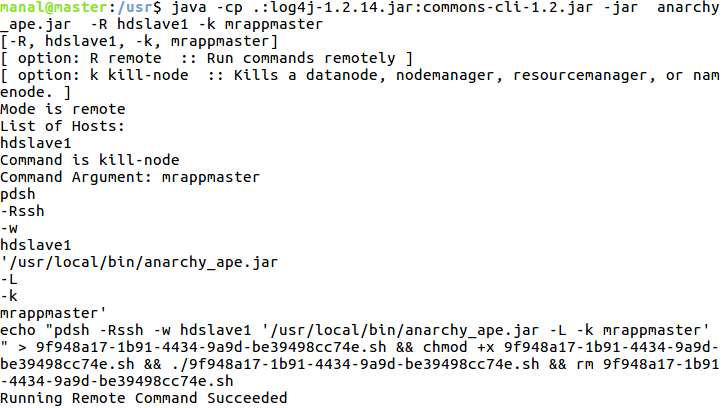 manal@master:/usr$ java -cp .:log4j-1.2.14.jar:commons-cli-1.2.jar -jar  anarchy
_ape.jar  -R hdslave1 -k mrappmaster
[-R, hdslave1, -k, mrappmaster]
[ option: R remote  :: Run commands remotely ]
[ option: k kill-node  :: Kills a datanode, nodemanager, resourcemanager, or nam
enode. ]
Mode is remote
List of Hosts:
hdslave1
Command is kill-node
Command Argument: mrappmaster
pdsh
-Rssh
-w
hdslave1
'/usr/local/bin/anarchy_ape.jar
-L
-k
mrappmaster'
echo "pdsh -Rssh -w hdslave1 '/usr/local/bin/anarchy_ape.jar -L -k mrappmaster'
" > 9f948a17-1b91-4434-9a9d-be39498cc74e.sh && chmod +x 9f948a17-1b91-4434-9a9d-
be39498cc74e.sh && ./9f948a17-1b91-4434-9a9d-be39498cc74e.sh && rm 9f948a17-1b91
-4434-9a9d-be39498cc74e.sh
Running Remote Command Succeeded